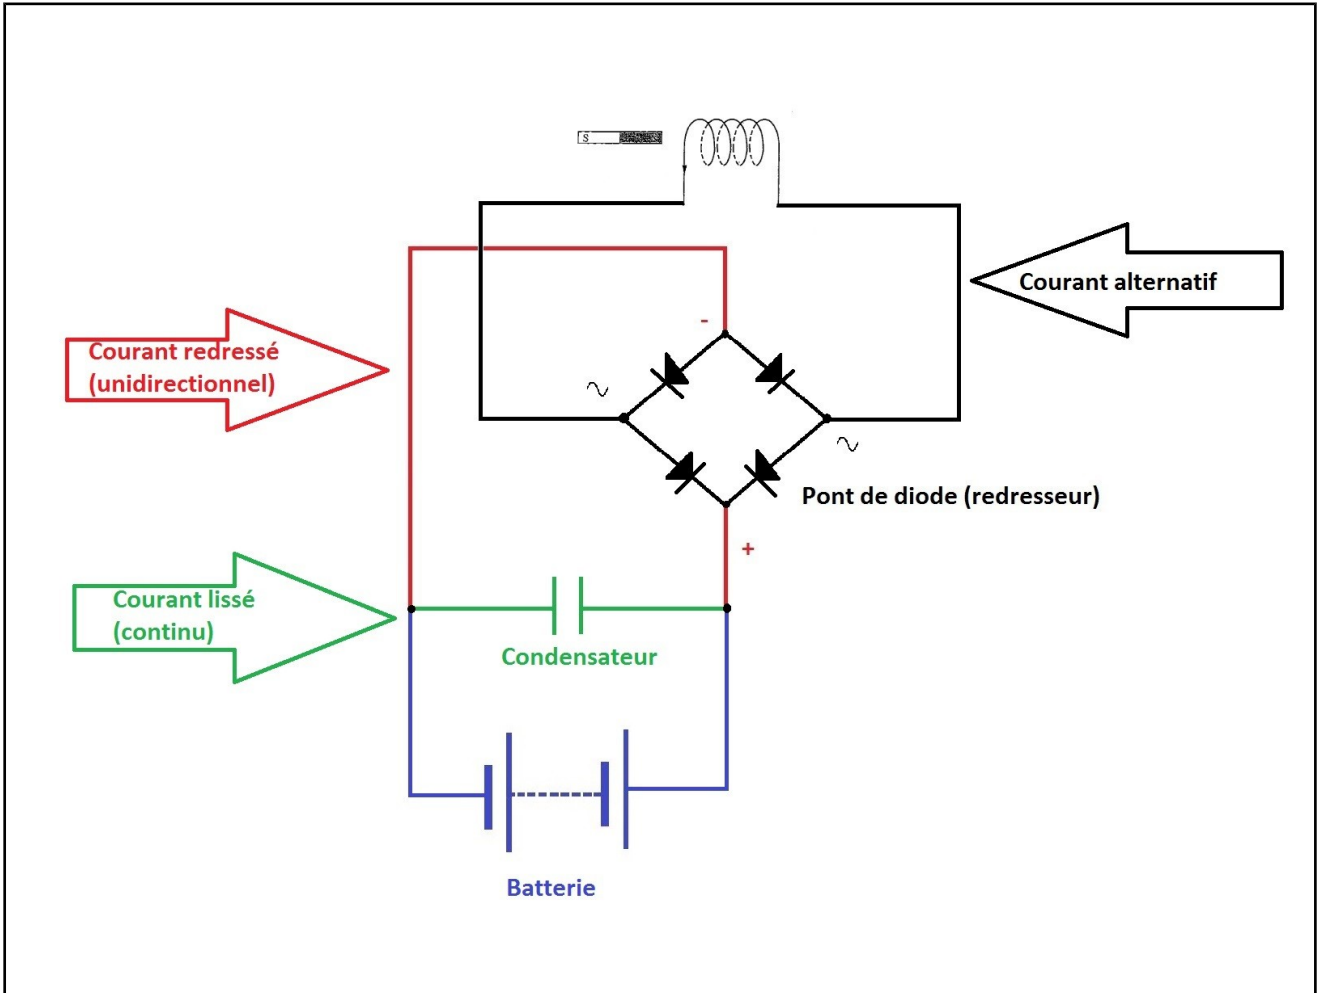 S
Courant alternatif
-
Courant redressé
(unidirectionnel)
Pont de diode (redresseur)
+
Courant lissé
(continu)
Condensateur
Batterie